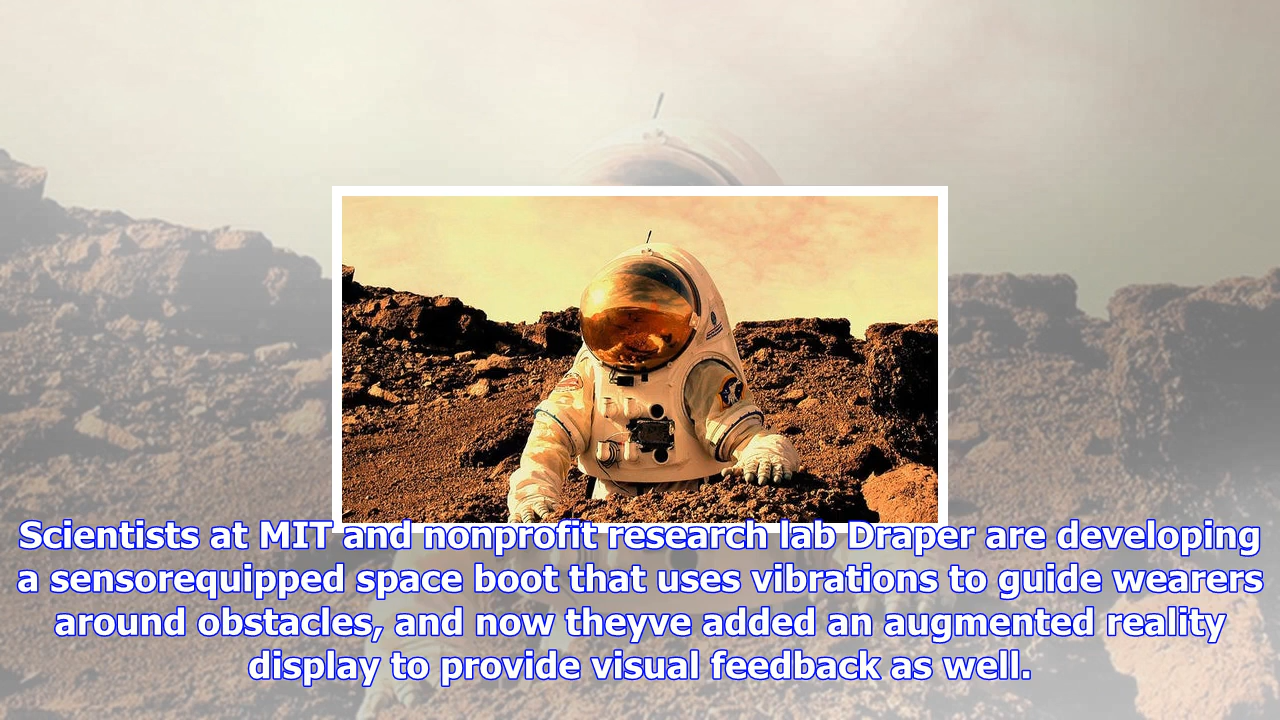 Scientists at MIT and nonprofit research lab Draper are developing
a sensorequipped space boot that uses vibrations to guide wearers
around obstacles, and now theyve added an augmented reality
display to provide visual feedback as well.